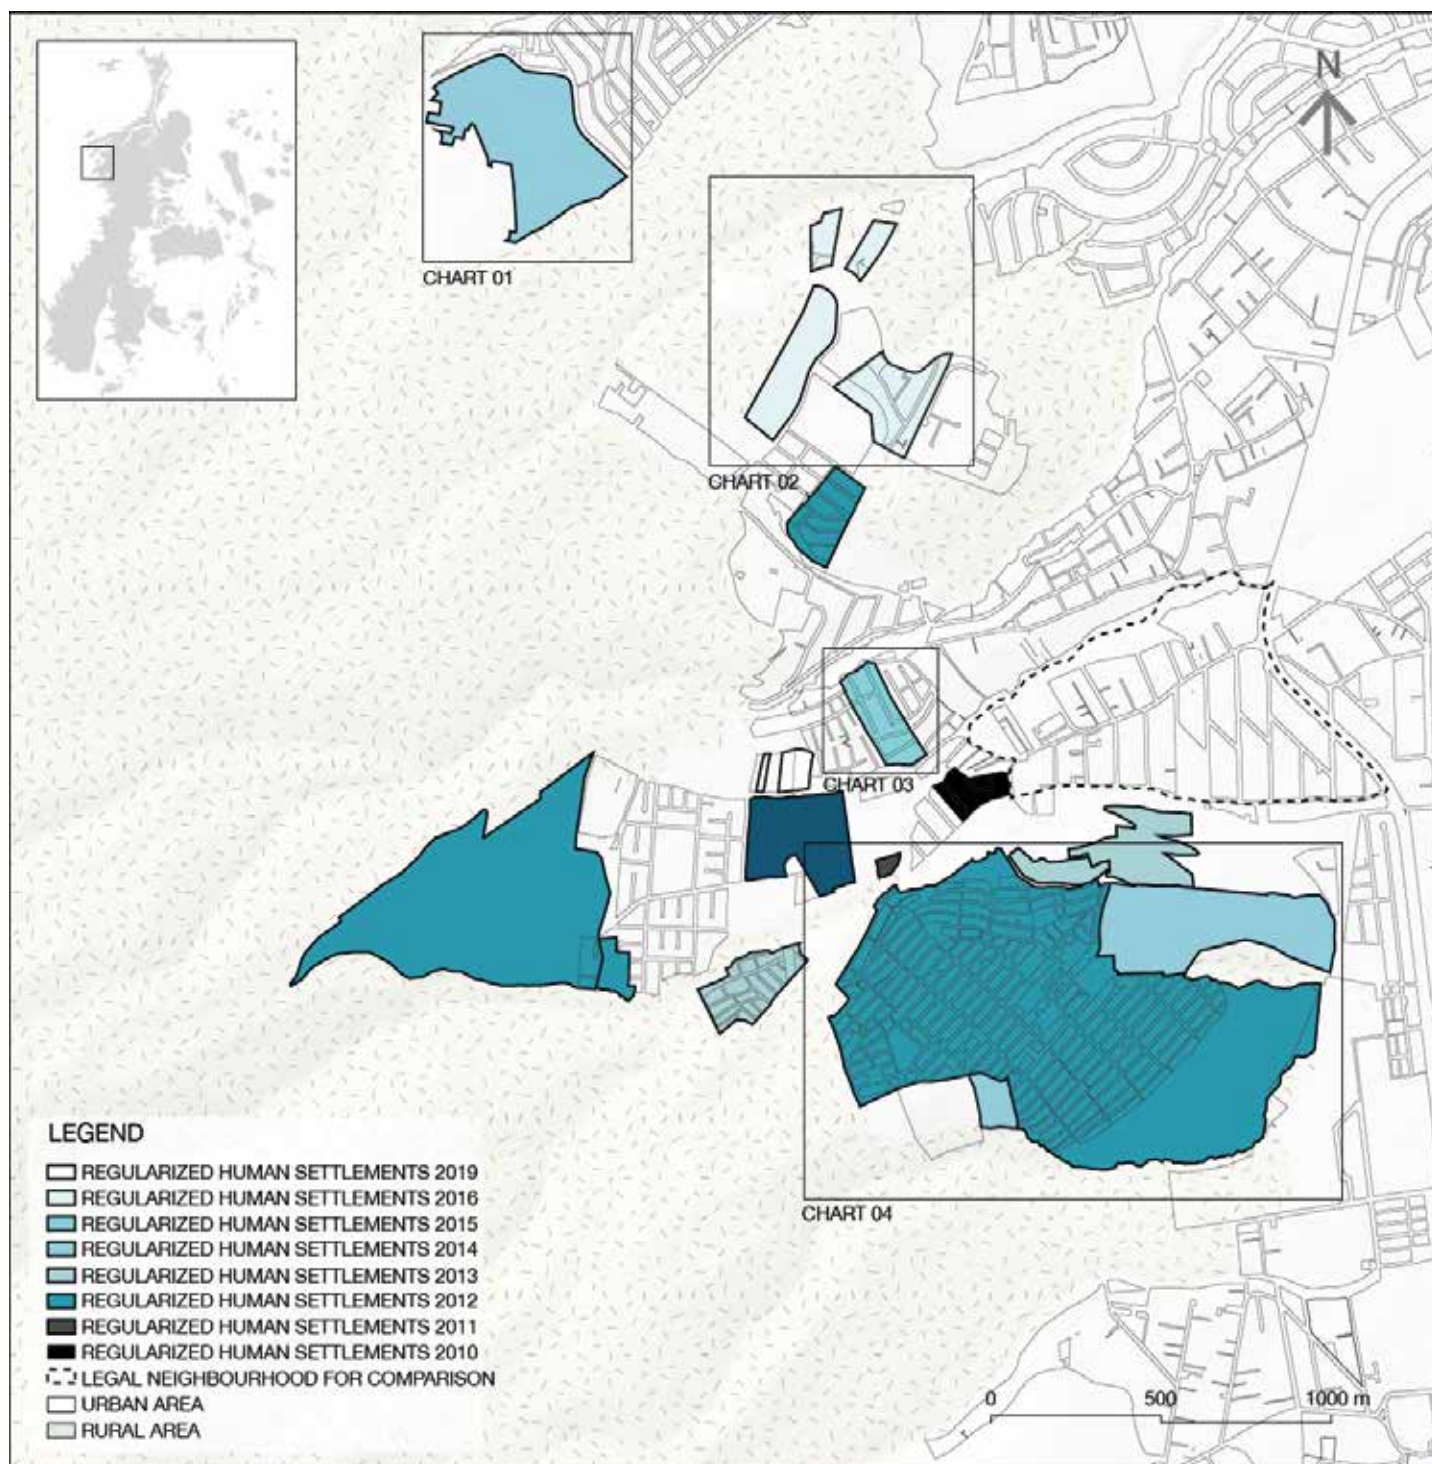 N
CHART 01
CHART 02
CHART 03
CHART 04
LEGEND
REGULARIZED HUMAN SETTLEMENTS 2019
REGULARIZED HUMAN SETTLEMENTS 2016
REGULARIZED HUMAN SETTLEMENTS 2015
REGULARIZED HUMAN SETTLEMENTS 2014
REGULARIZED HUMAN SETTLEMENTS 2013
REGULARIZED HUMAN SETTLEMENTS 2012
REGULARIZED HUMAN SETTLEMENTS 2011
REGULARIZED HUMAN SETTLEMENTS 2010
LEGAL NEIGHBOURHOOD FOR COMPARISON
URBAN AREA
RURAL AREA
0 500 1000 m